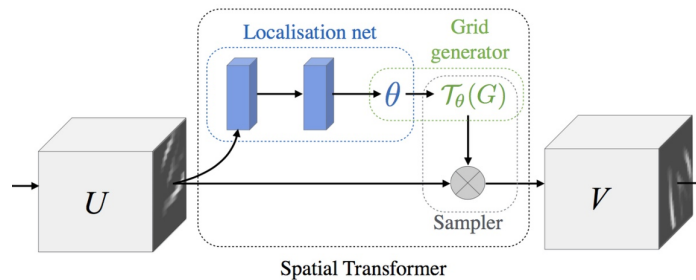 Localisation net
Grid
generator
θ
𝒯θ(G)
U
V
Sampler
Spatial Transformer